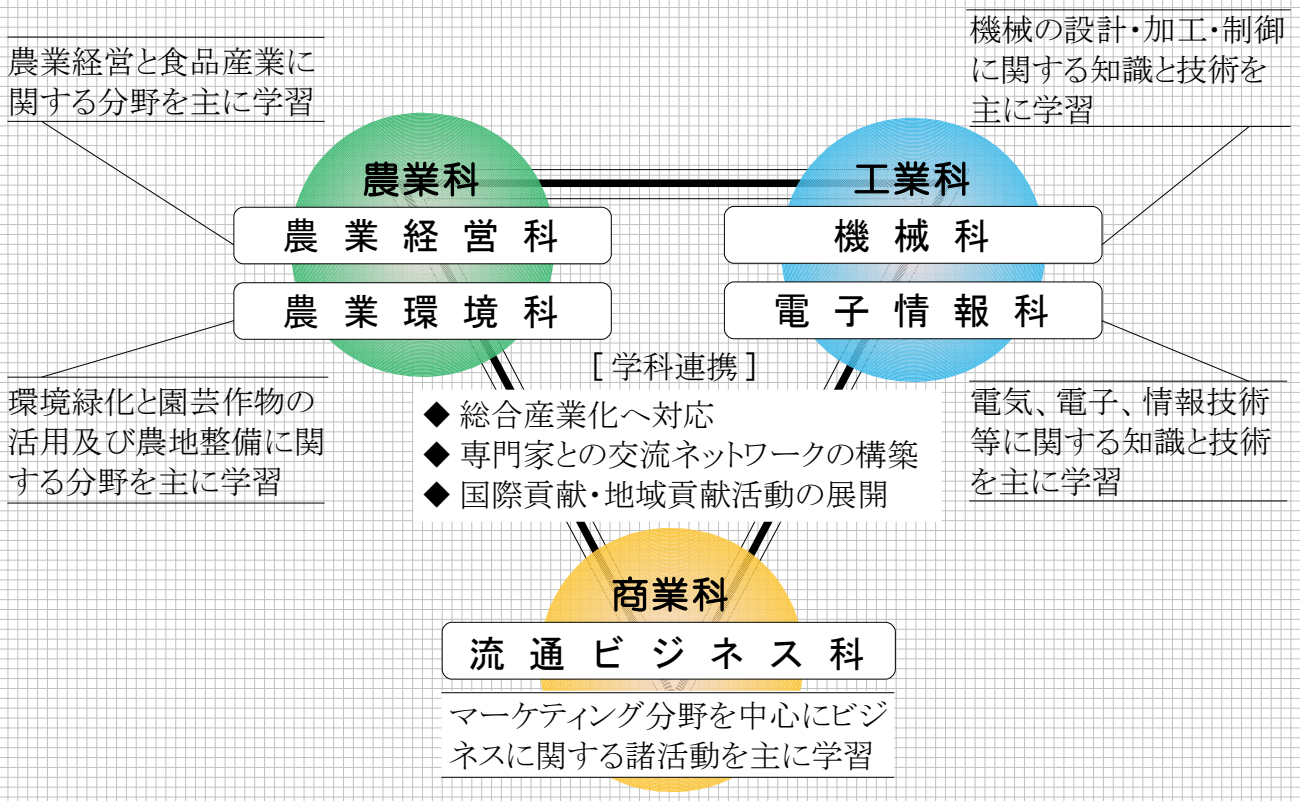 農業経営と食品産業に
関する分野を主に学習
機械の設計・加工・制御
に関する知識と技術を
主に学習
農業科
農業経営科
農業環境科
工業科
機械科
電子情報科
環境緑化と園芸作物の
活用及び農地整備に関
する分野を主に学習
[学科連携]
◆ 総合産業化へ対応
◆ 専門家との交流ネットワークの構築
◆ 国際貢献・地域貢献活動の展開
電気、電子、情報技術
等に関する知識と技術
を主に学習
商業科
流通ビジネス科
マーケティング分野を中心にビジ
ネスに関する諸活動を主に学習